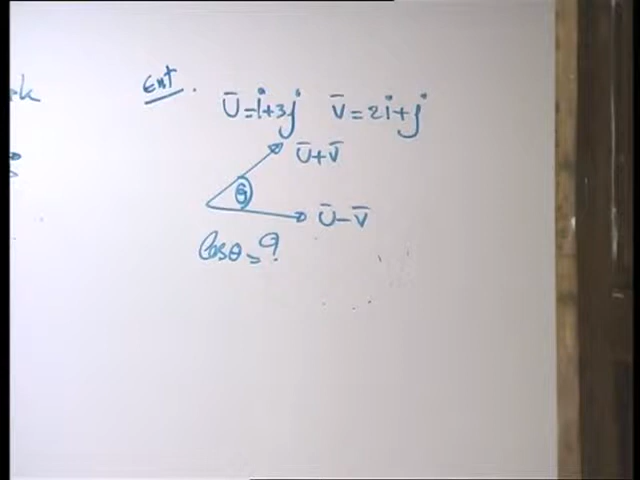 Ent.
Ū=i+3j V̄=2i+j
Ū+V̄
θ
Ū-V̄
Cosθ=?